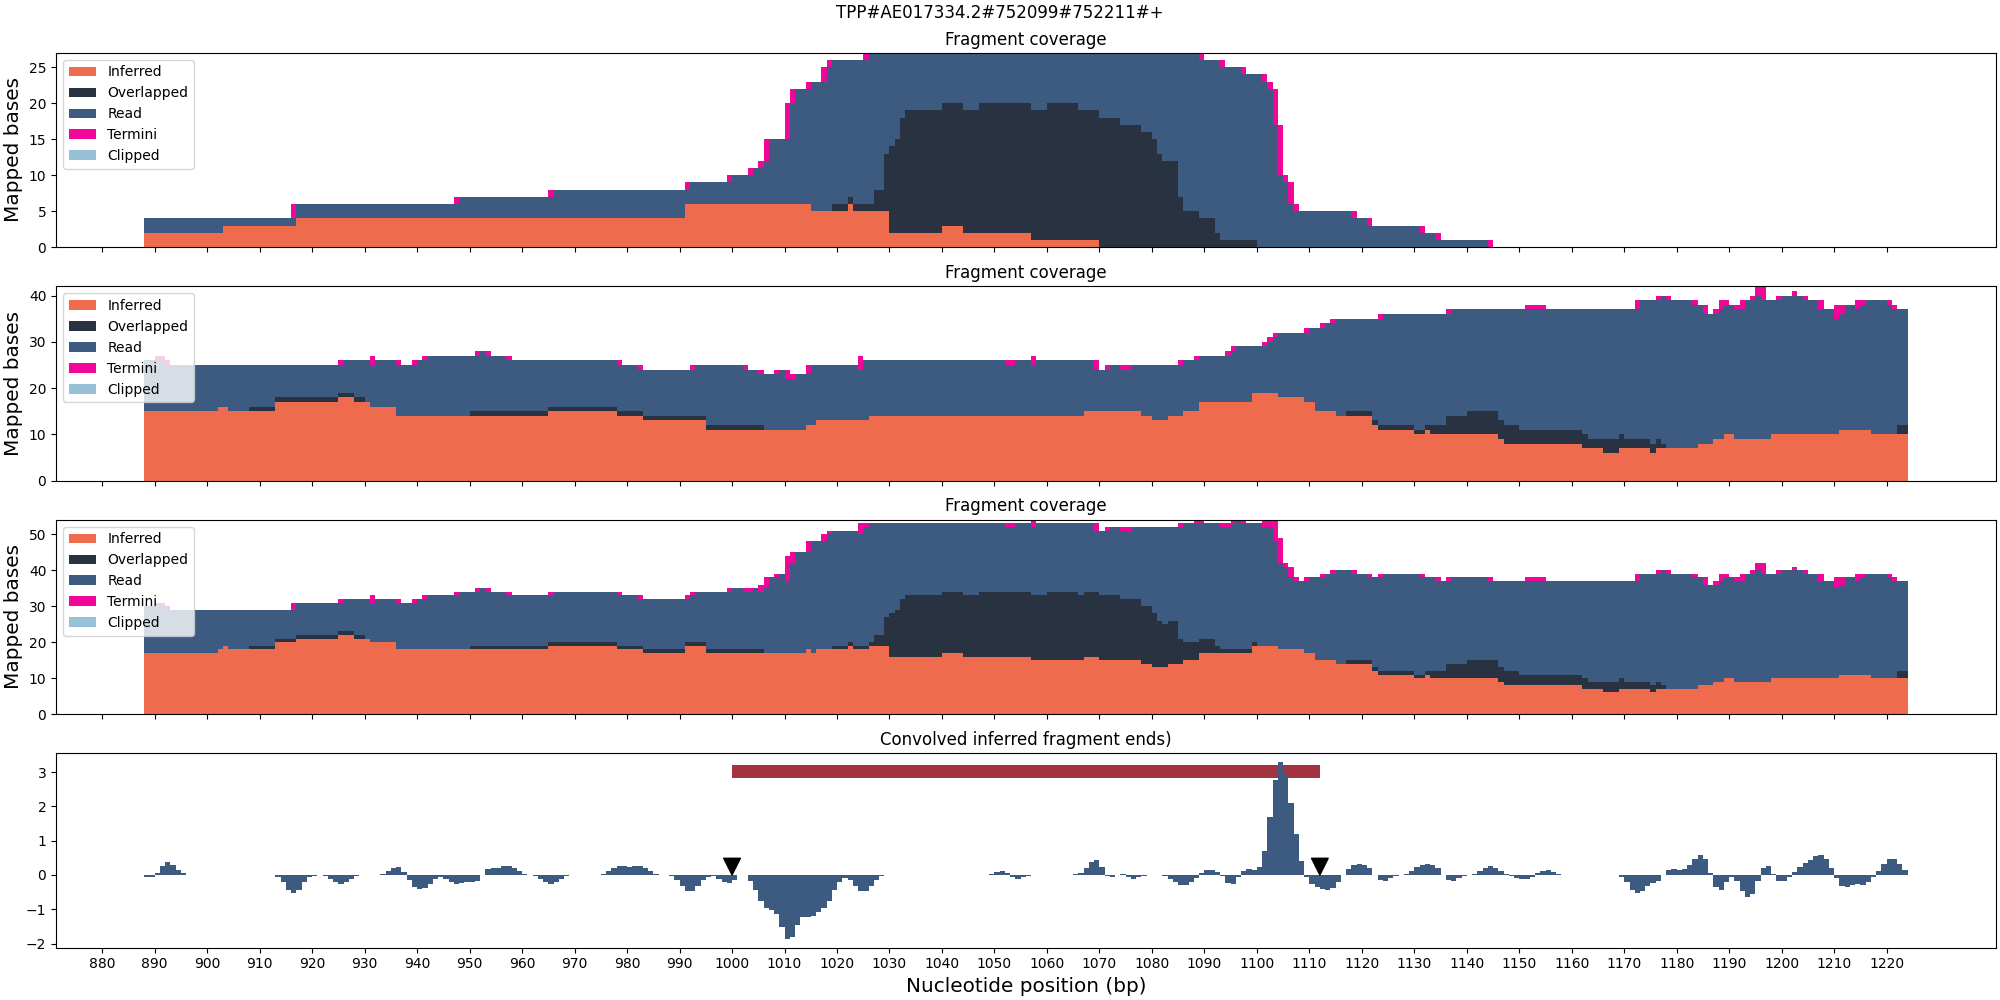 TPP#AE017334.2#752099#752211#+
Fragment coverage
Mapped bases
25
20
15
10
5
0
Inferred
Overlapped
Read
Termini
Clipped
Fragment coverage
Mapped bases
40
30
20
10
0
Inferred
Overlapped
Read
Termini
Clipped
Fragment coverage
Mapped bases
50
40
30
20
10
0
Inferred
Overlapped
Read
Termini
Clipped
Convolved inferred fragment ends)
3
2
1
0
−1
−2
880 890 900 910 920 930 940 950 960 970 980 990 1000 1010 1020 1030 1040 1050 1060 1070 1080 1090 1100 1110 1120 1130 1140 1150 1160 1170 1180 1190 1200 1210 1220
Nucleotide position (bp)